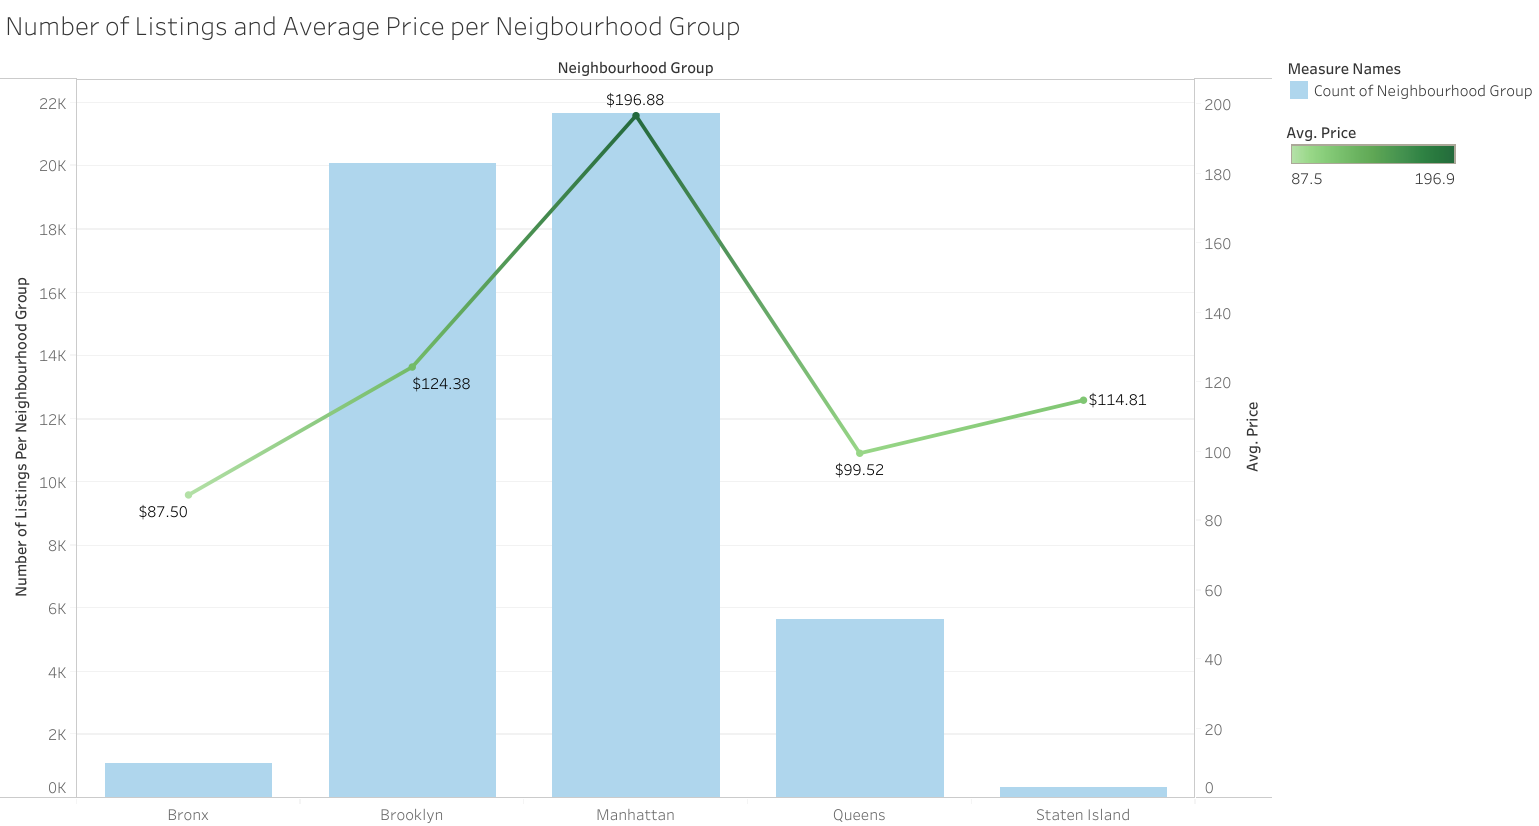 Number of Listings and Average Price per Neigbourhood Group
Neighbourhood Group
Measure Names
Count of Neighbourhood Group
Avg. Price
87.5 196.9
Number of Listings Per Neighbourhood Group
22K
20K
18K
16K
14K
12K
10K
8K
6K
4K
2K
0K
$87.50
$124.38
$196.88
$99.52
$114.81
200
180
160
140
120
100
80
60
40
20
0
Avg. Price
Bronx Brooklyn Manhattan Queens Staten Island